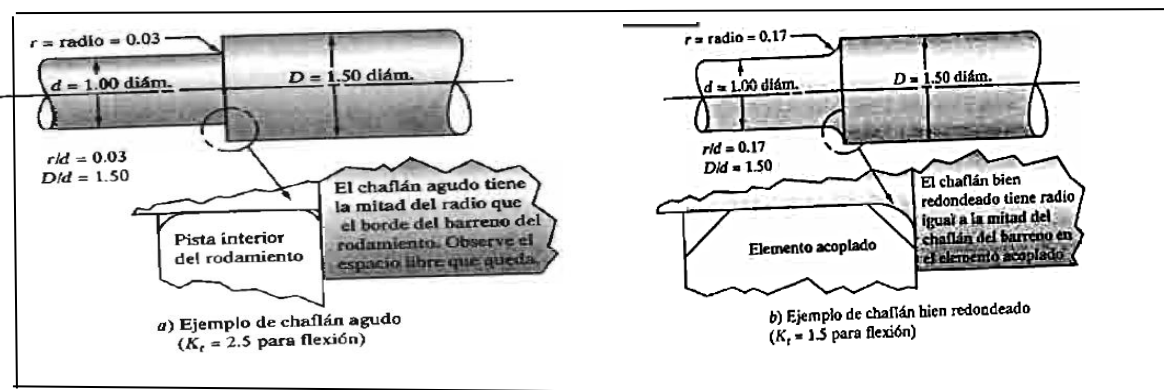 r = radio = 0.03
d = 1.00 diám.
D = 1.50 diám.
r/d = 0.03
D/d = 1.50
El chaflán agudo tiene
la mitad del radio que
el borde del barreno del
rodamiento. Observe el
espacio libre que queda.
Pista interior
del rodamiento
a) Ejemplo de chaflán agudo
(Kt = 2.5 para flexión)
r = radio = 0.17
d = 1.00 diám.
D = 1.50 diám.
r/d = 0.17
D/d = 1.50
El chaflán bien
redondeado tiene radio
igual a la mitad del
chaflán del barreno en
el elemento acoplado
Elemento acoplado
b) Ejemplo de chaflán bien redondeado
(Kt = 1.5 para flexión)